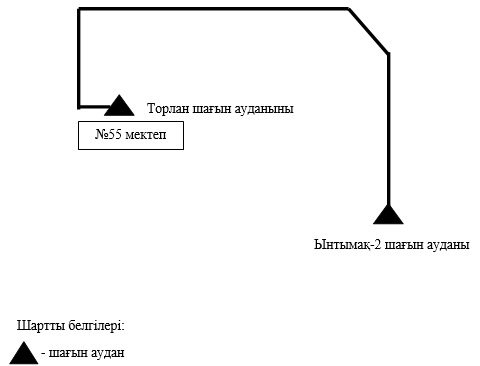 Торлан шағын ауданыны
№55 мектеп
Ынтымақ-2 шағын ауданы
Шартты белгілері:
- шағын аудан